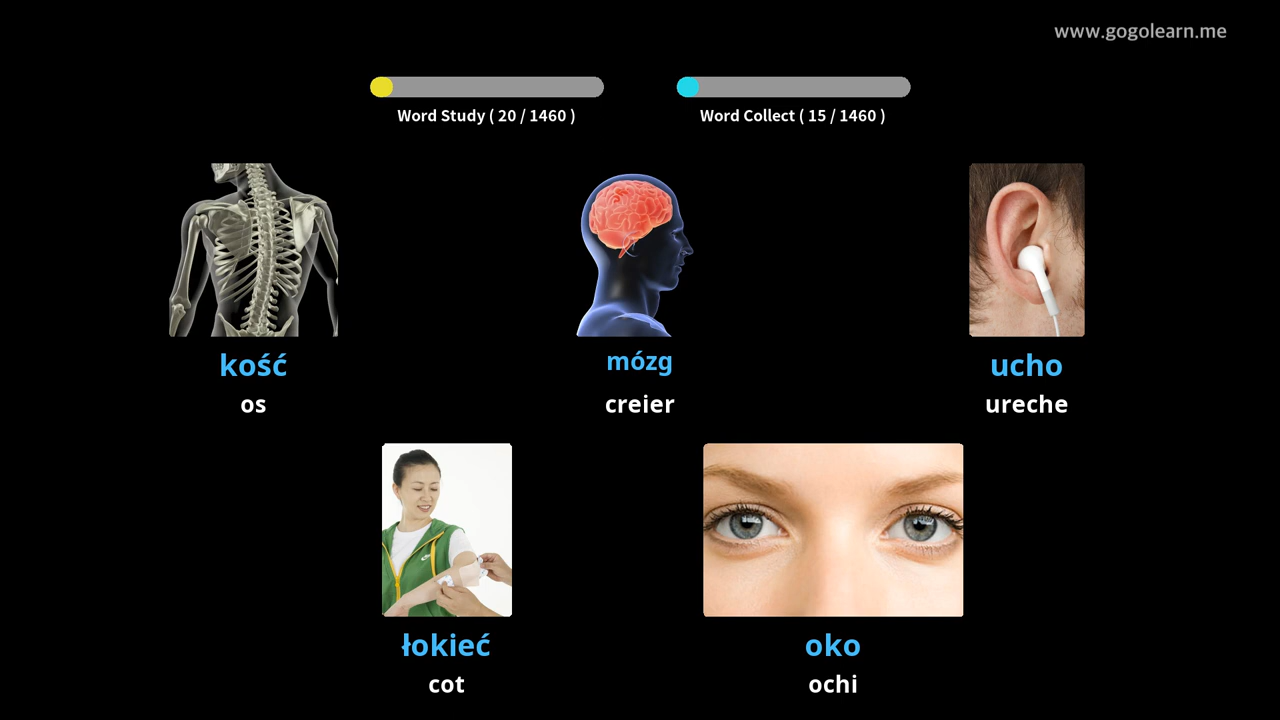 www.gogolearn.me
Word Study ( 20 / 1460 )
Word Collect ( 15 / 1460 )
kość
mózg
ucho
os
creier
ureche
łokieć
oko
cot
ochi